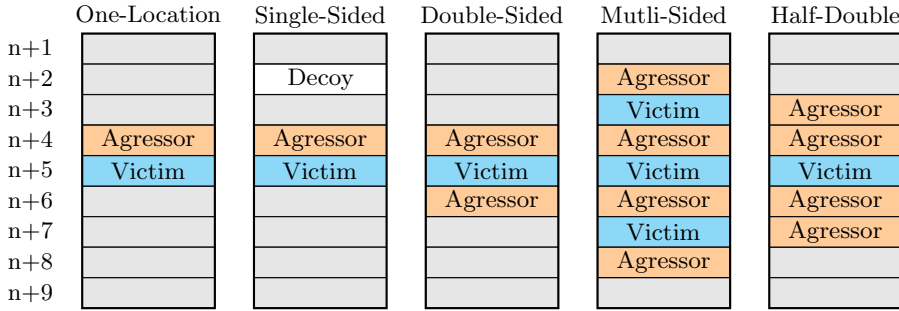 One-Location Single-Sided Double-Sided Mutli-Sided Half-Double
n+1
n+2 Decoy Agressor
n+3 Victim Agressor
n+4 Agressor Agressor Agressor Agressor Agressor
n+5 Victim Victim Victim Victim Victim
n+6 Agressor Agressor Agressor
n+7 Victim Agressor
n+8 Agressor
n+9